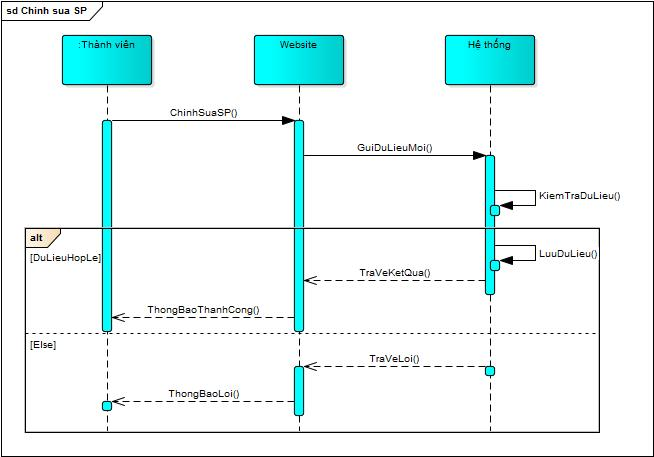 sd Chinh sua SP
:Thành viên
Website
Hệ thống
ChinhSuaSP()
GuiDuLieuMoi()
KiemTraDuLieu()
alt
[DuLieuHopLe]
LuuDuLieu()
TraVeKetQua()
ThongBaoThanhCong()
[Else]
TraVeLoi()
ThongBaoLoi()